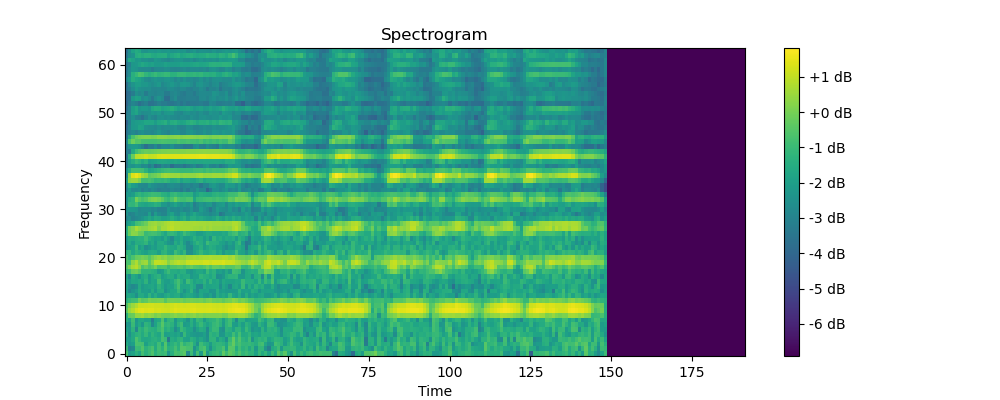 Spectrogram
60
50
40
30
20
10
0
Frequency
0 25 50 75 100 125 150 175
Time
+1 dB
+0 dB
-1 dB
-2 dB
-3 dB
-4 dB
-5 dB
-6 dB